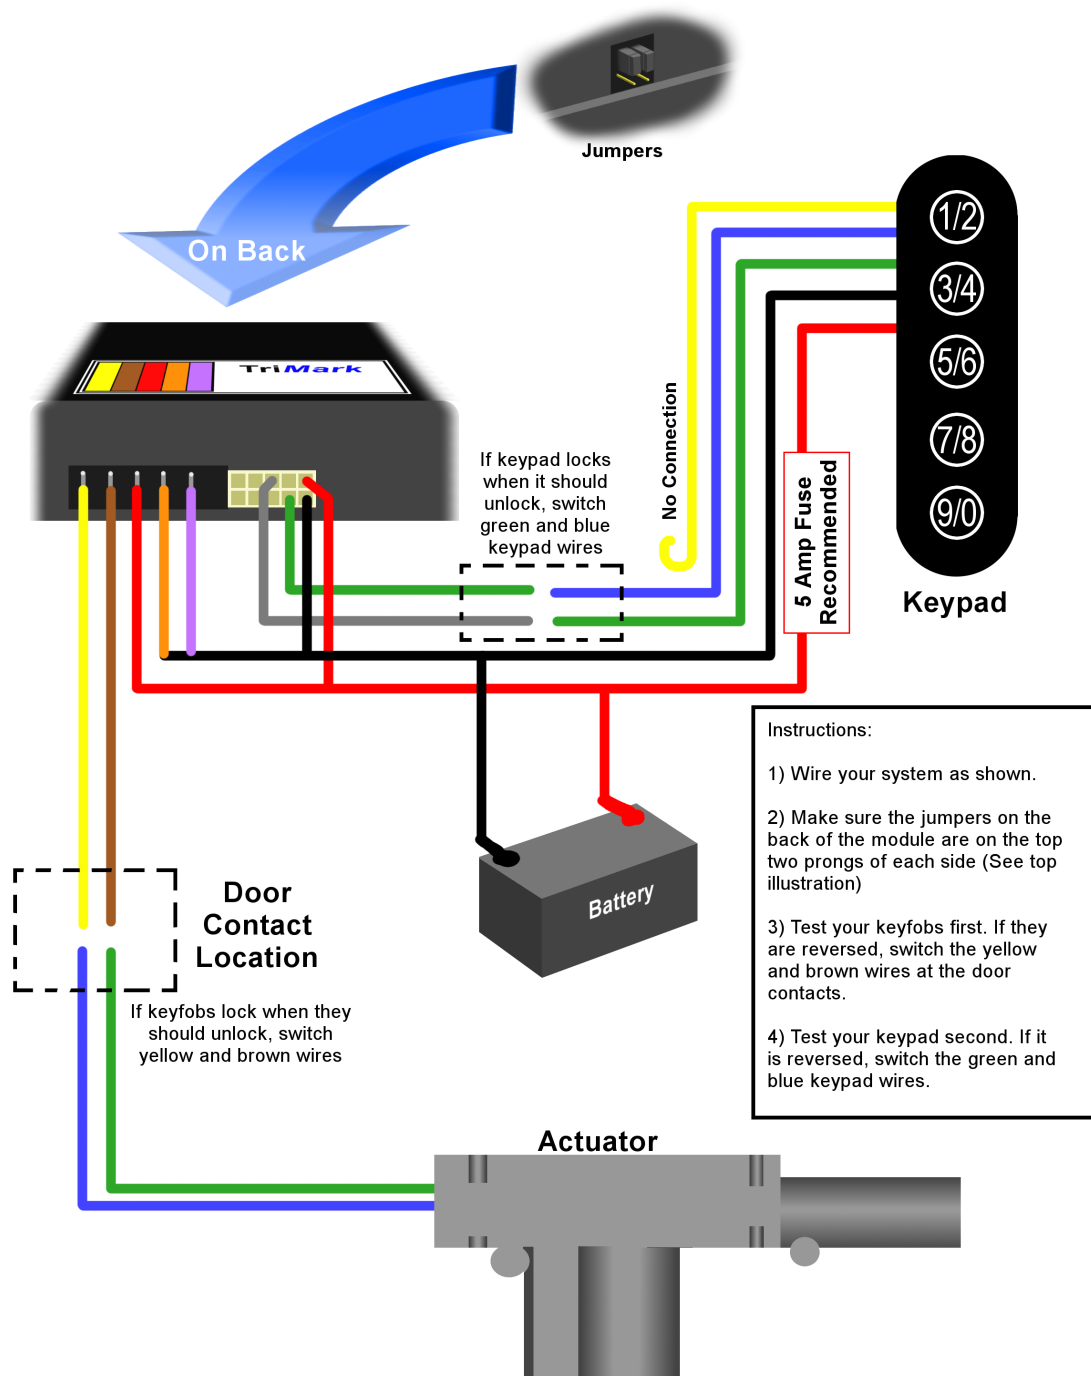 Jumpers
On Back
TriMark
1/2
3/4
5/6
7/8
9/0
Keypad
No Connection
5 Amp Fuse
Recommended
If keypad locks
when it should
unlock, switch
green and blue
keypad wires
Battery
Instructions:
1) Wire your system as shown.
2) Make sure the jumpers on the
back of the module are on the top
two prongs of each side (See top
illustration)
3) Test your keyfobs first. If they
are reversed, switch the yellow
and brown wires at the door
contacts.
4) Test your keypad second. If it
is reversed, switch the green and
blue keypad wires.
Door
Contact
Location
If keyfobs lock when they
should unlock, switch
yellow and brown wires
Actuator